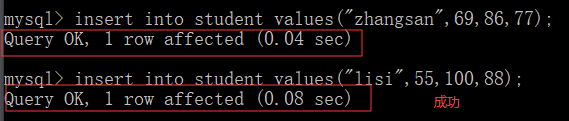 mysql> insert into student values("zhangsan",69,86,77);
Query OK, 1 row affected (0.04 sec)
mysql> insert into student values("lisi",55,100,88);
Query OK, 1 row affected (0.08 sec) 成功